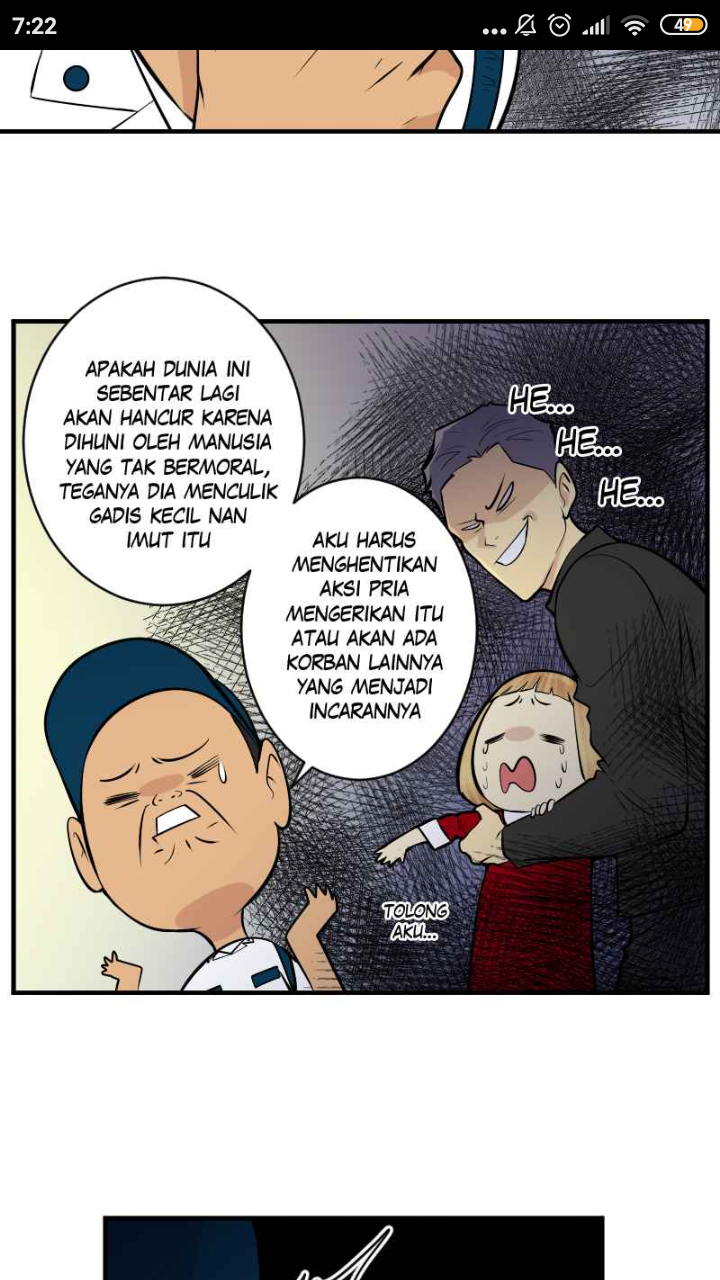 7:22
49
APAKAH DUNIA INI
SEBENTAR LAGI
AKAN HANCUR KARENA
DIHUNI OLEH MANUSIA
YANG TAK BERMORAL,
TEGANYA DIA MENCULIK
GADIS KECIL NAN
IMUT ITU
HE...
HE...
HE...
AKU HARUS
MENGHENTIKAN
AKSI PRIA
MENGERIKAN ITU
ATAU AKAN ADA
KORBAN LAINNYA
YANG MENJADI
INCARANNYA
TOLONG
AKU...